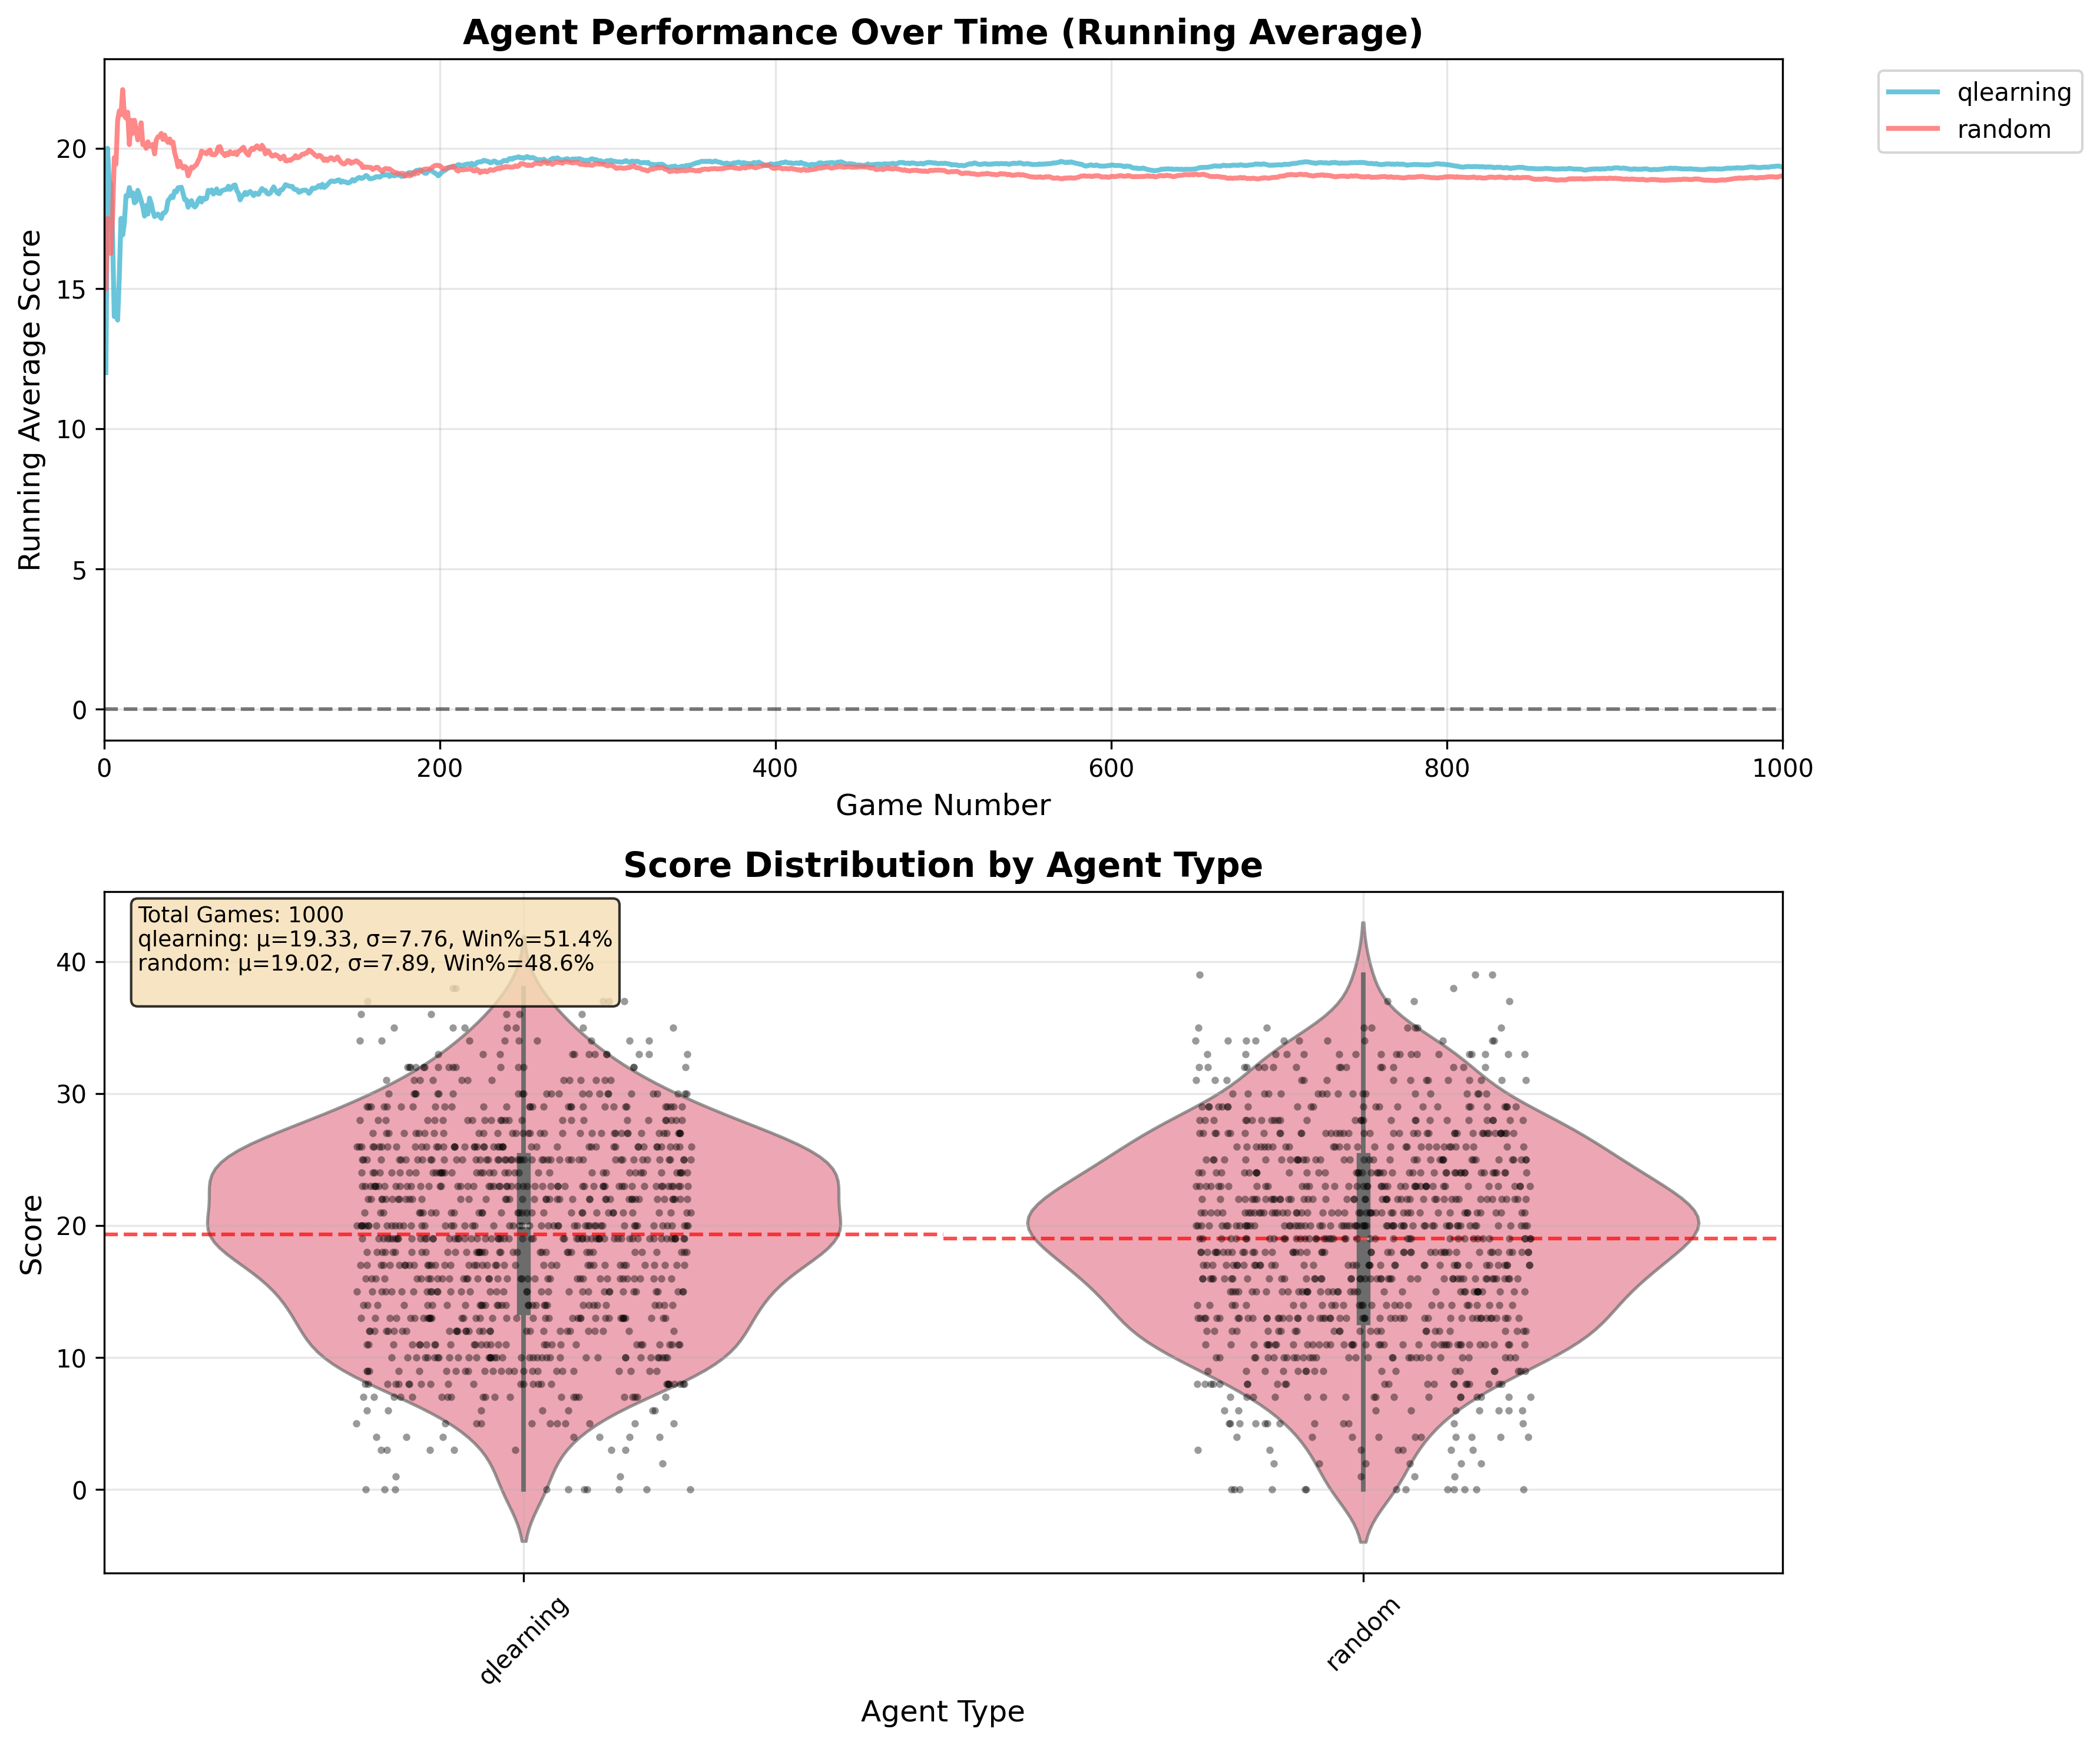 Agent Performance Over Time (Running Average)
qlearning
random
Running Average Score
20
15
10
5
0
0 200 400 600 800 1000
Game Number
Score Distribution by Agent Type
Total Games: 1000
qlearning: μ=19.33, σ=7.76, Win%=51.4%
random: μ=19.02, σ=7.89, Win%=48.6%
Score
40
30
20
10
0
qlearning random
Agent Type